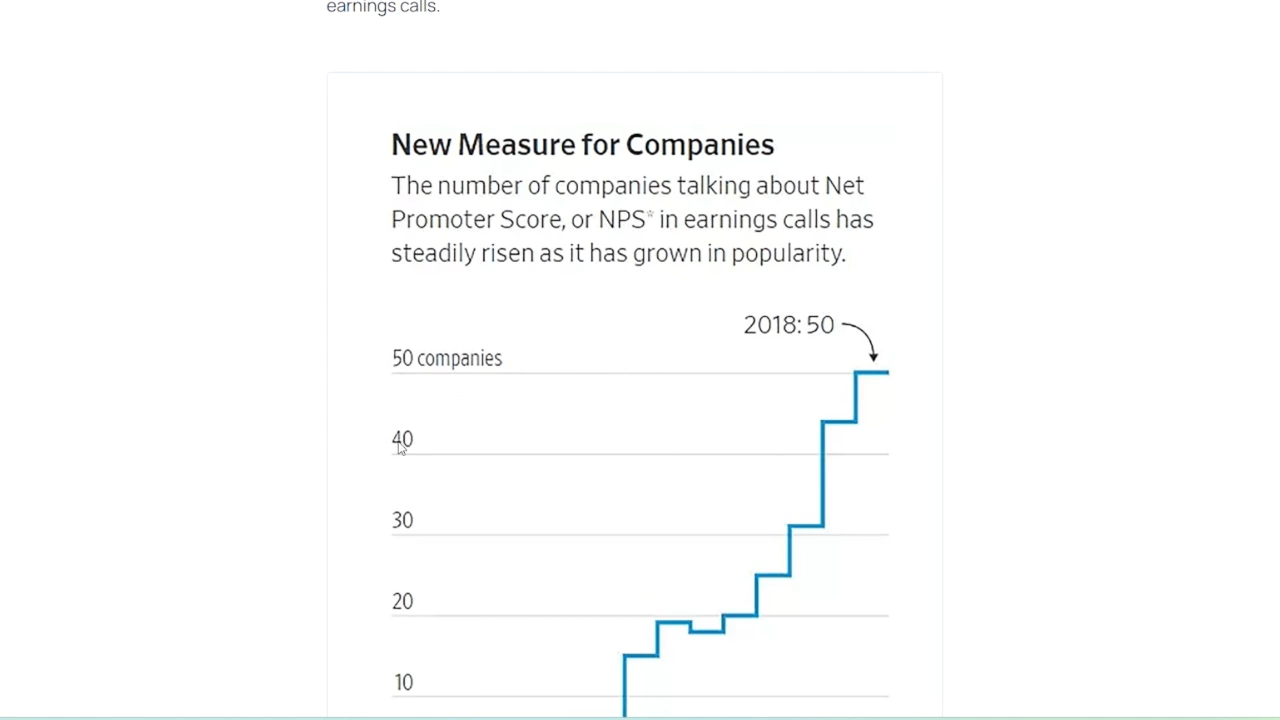 earnings calls.
New Measure for Companies
The number of companies talking about Net
Promoter Score, or NPS* in earnings calls has
steadily risen as it has grown in popularity.
2018: 50
50 companies
40
30
20
10